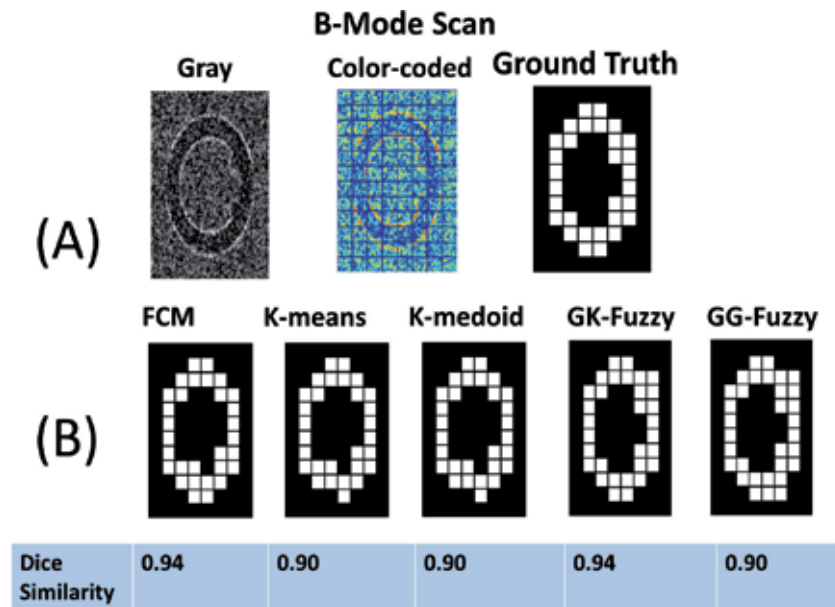 B-Mode Scan
Gray Color-coded Ground Truth
(A)
FCM K-means K-medoid GK-Fuzzy GG-Fuzzy
(B)
Dice 0.94 0.90 0.90 0.94 0.90
Similarity